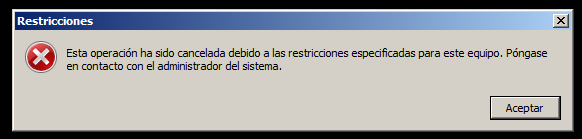 Restricciones
Esta operación ha sido cancelada debido a las restricciones especificadas para este equipo. Póngase
en contacto con el administrador del sistema.
Aceptar